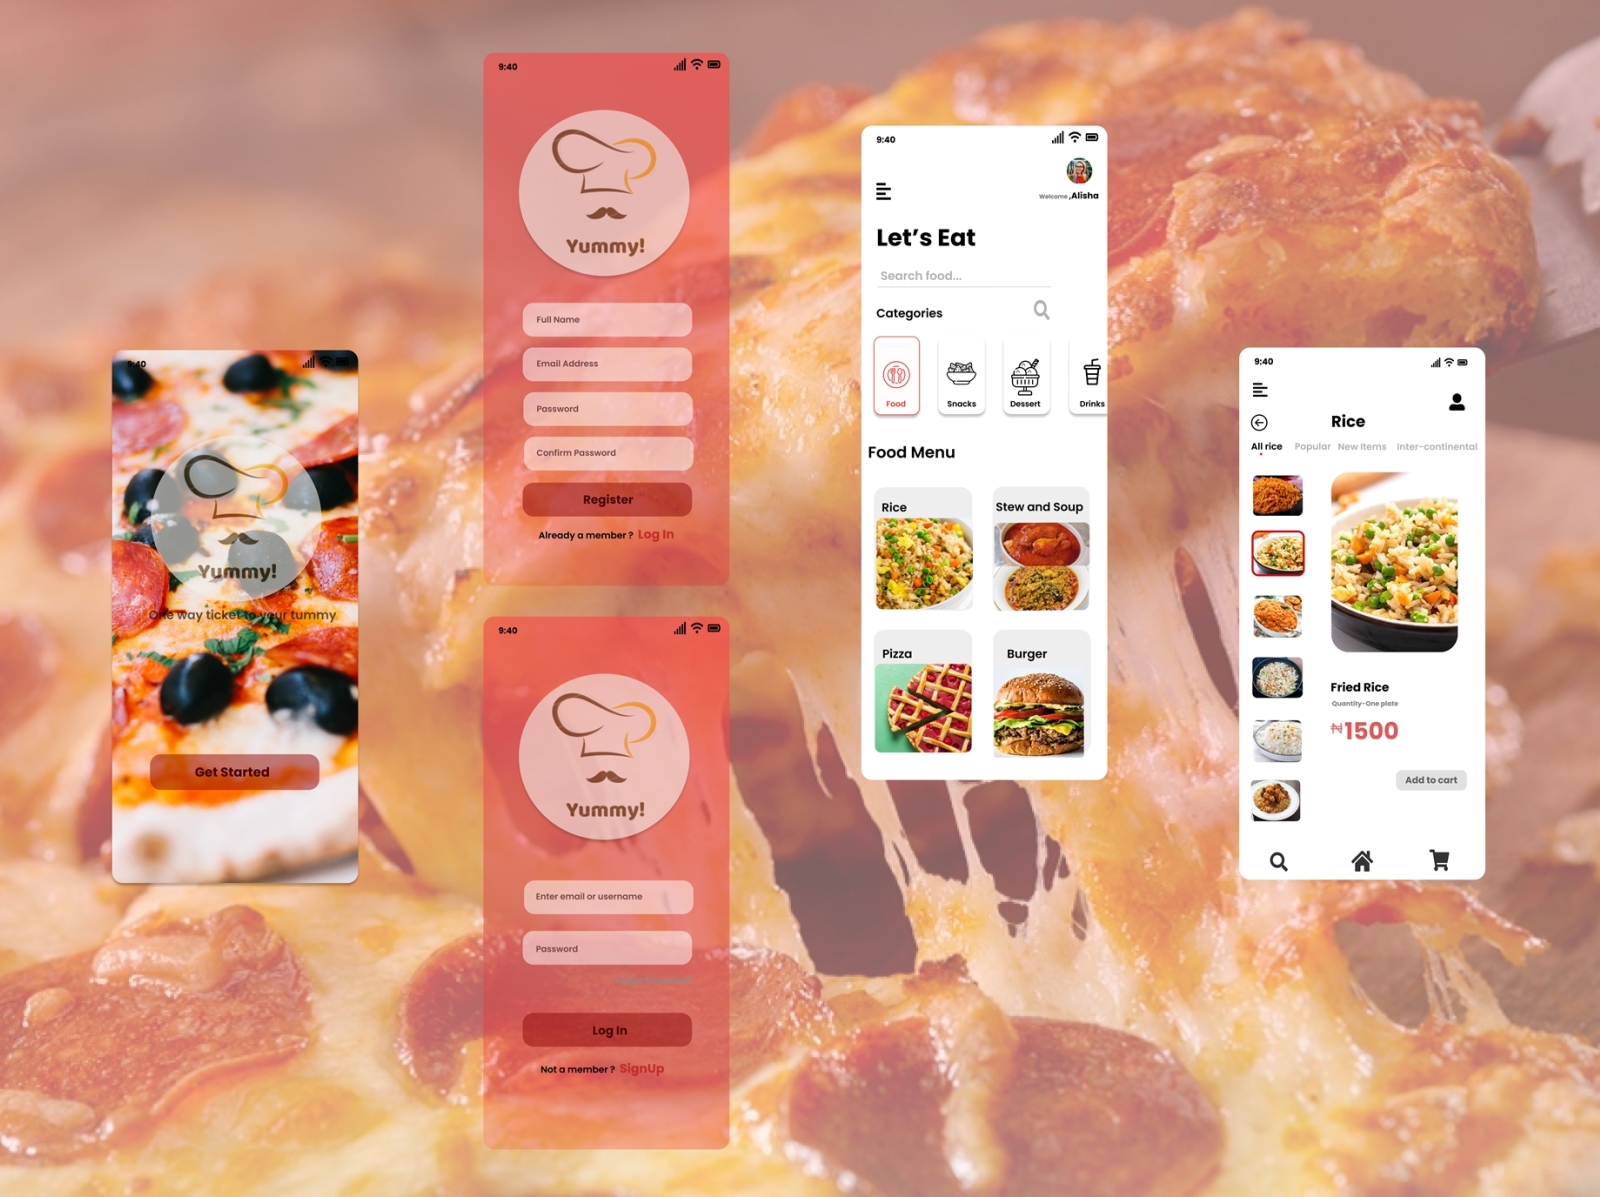 9:40
Yummy!
One way ticket to your tummy
Get Started
9:40
Yummy!
Full Name
Email Address
Password
Confirm Password
Register
Already a member ? Log In
9:40
Yummy!
Enter email or username
Password
Log In
Not a member ? SignUp
9:40
Welcome ,Alisha
Let's Eat
Search food...
Categories
Food
Snacks
Dessert
Drinks
Food Menu
Rice
Stew and Soup
Pizza
Burger
9:40
Rice
All rice Popular New Items Inter-continental
Fried Rice
Quantity-One plate
₦1500
Add to cart